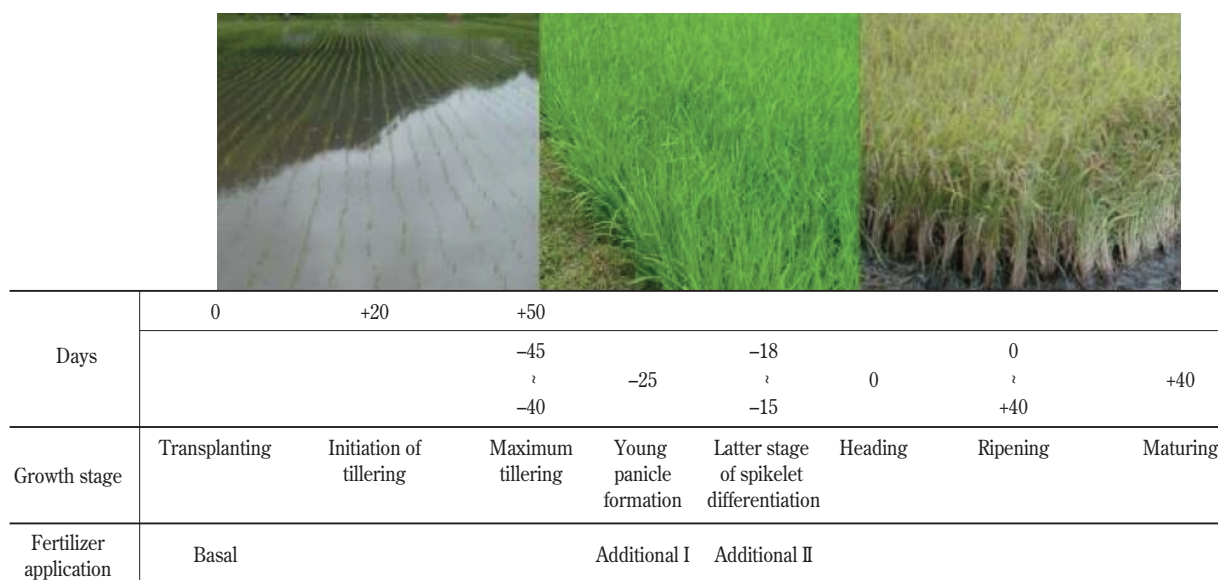 Days
0 +20 +50
–45 –18 0
~ –25 ~ 0 ~ +40
–40 –15 +40
Growth stage
Transplanting Initiation of tillering Maximum tillering Young panicle formation Latter stage of spikelet differentiation Heading Ripening Maturing
Fertilizer application
Basal Additional I Additional II